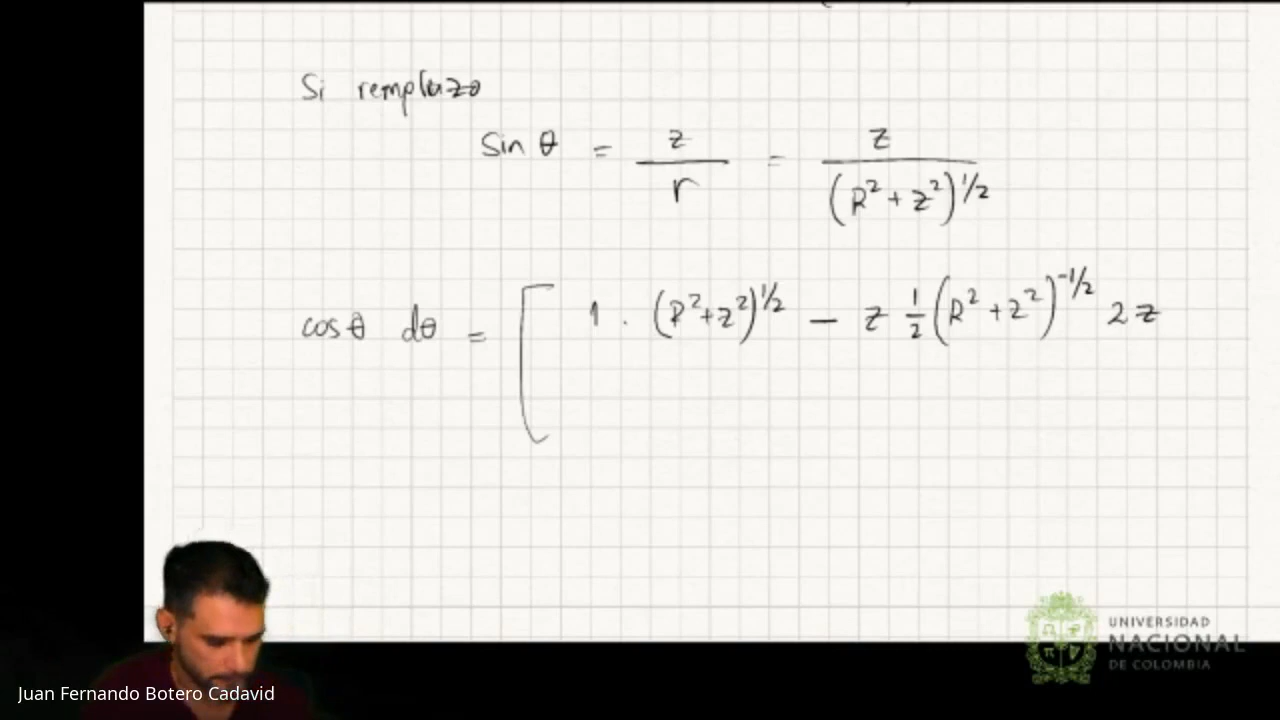 Si remplazo
sin θ = z / r = z / (R² + z²)^1/2
cos θ dθ = [ 1 · (R² + z²)^1/2 − z 1/2 (R² + z²)^-1/2 2z
UNIVERSIDAD
NACIONAL
DE COLOMBIA
Juan Fernando Botero Cadavid